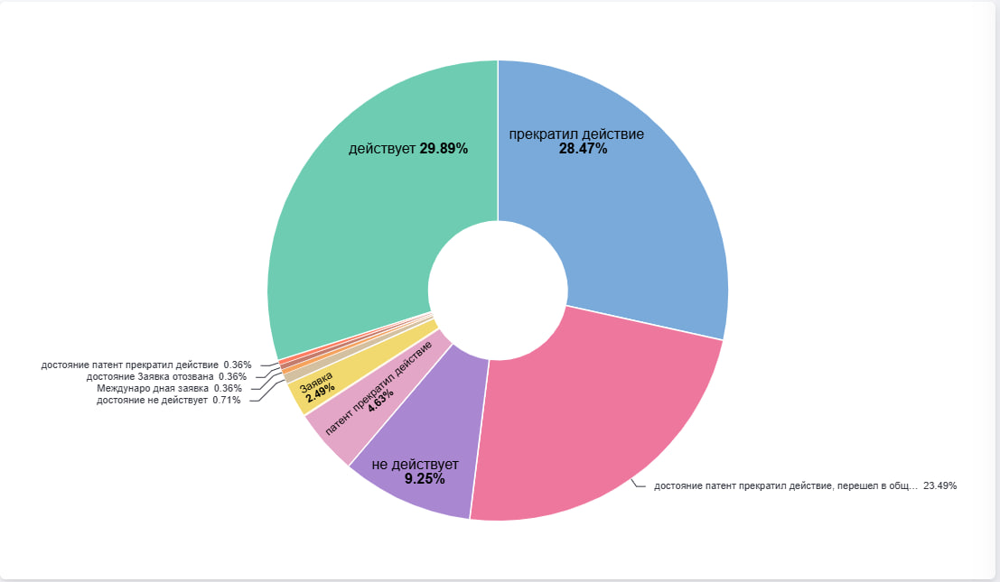 прекратил действие
28.47%
действует 29.89%
достояние патент прекратил действие 0.36%
достояние Заявка отозвана 0.36%
Международ дная заявка 0.36%
достояние не действует 0.71%
Заявка
2.49%
патент прекратил действие
4.63%
не действует
9.25%
достояние патент прекратил действие, перешел в общ... 23.49%